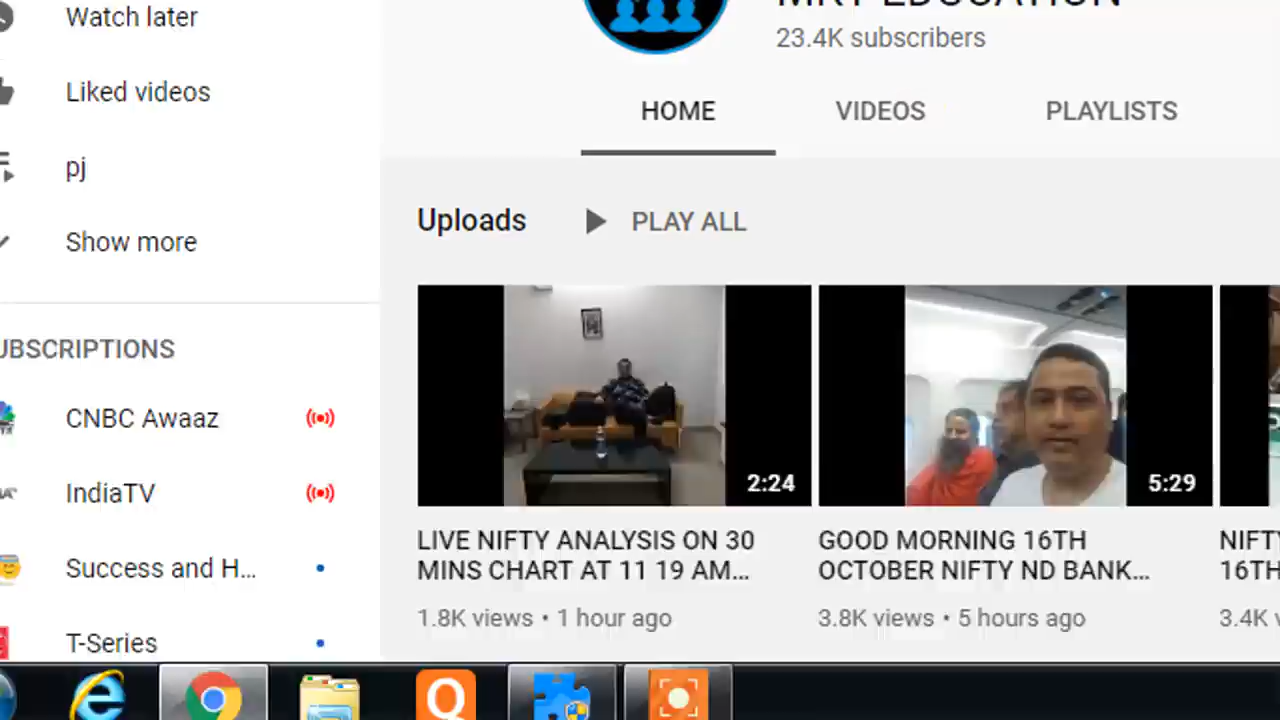 Watch later
Liked videos
pj
Show more
UBSCRIPTIONS
CNBC Awaaz
IndiaTV
Success and H...
T-Series
EDUCATION
23.4K subscribers
HOME VIDEOS PLAYLISTS
Uploads PLAY ALL
2:24
5:29
LIVE NIFTY ANALYSIS ON 30
MINS CHART AT 11 19 AM...
1.8K views • 1 hour ago
GOOD MORNING 16TH
OCTOBER NIFTY ND BANK...
3.8K views • 5 hours ago
NIFT
16TH
3.4K v